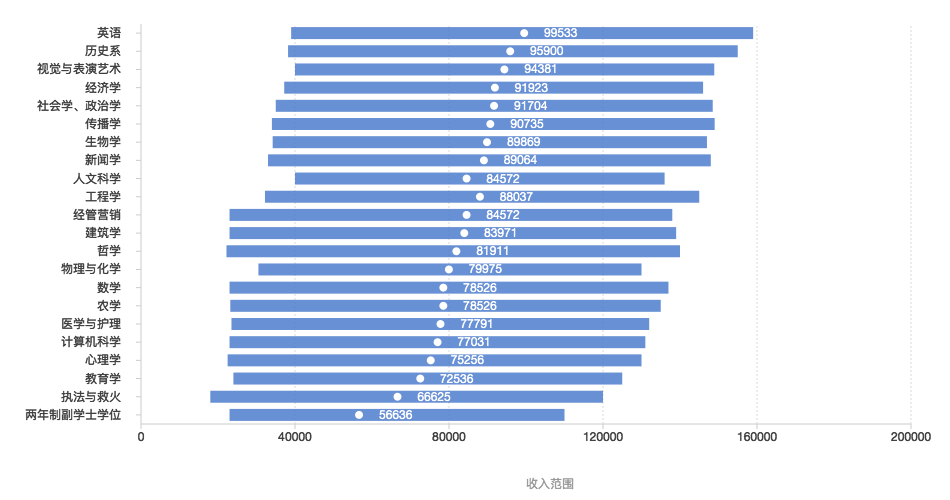 英语 99533
历史系 95900
视觉与表演艺术 94381
经济学 91923
社会学、政治学 91704
传播学 90735
生物学 89869
新闻学 89064
人文科学 84572
工程学 88037
经管营销 84572
建筑学 83971
哲学 81911
物理与化学 79975
数学 78526
农学 78526
医学与护理 77791
计算机科学 77031
心理学 75256
教育学 72536
执法与救火 66625
两年制副学士学位 56636
0 40000 80000 120000 160000 200000
收入范围